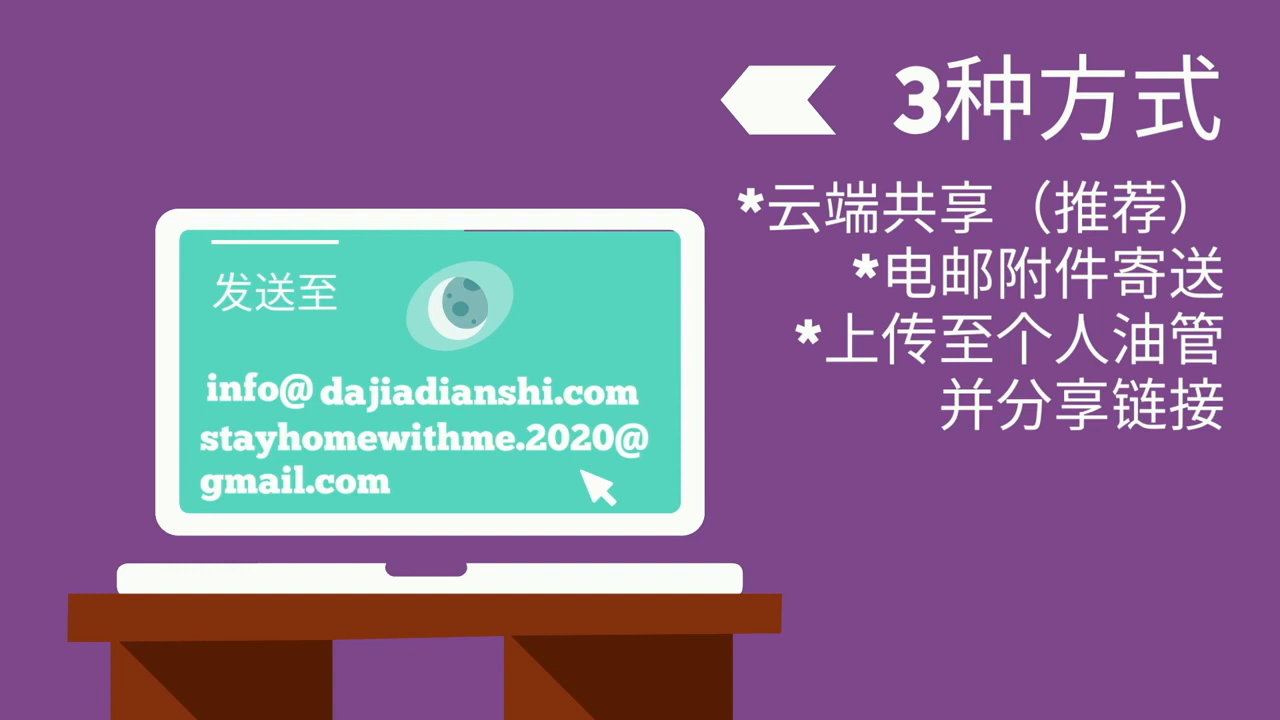 3种方式
*云端共享（推荐）
*电邮附件寄送
*上传至个人油管
并分享链接
发送至
info@dajiadianshi.com
stayhomewithme.2020@
gmail.com